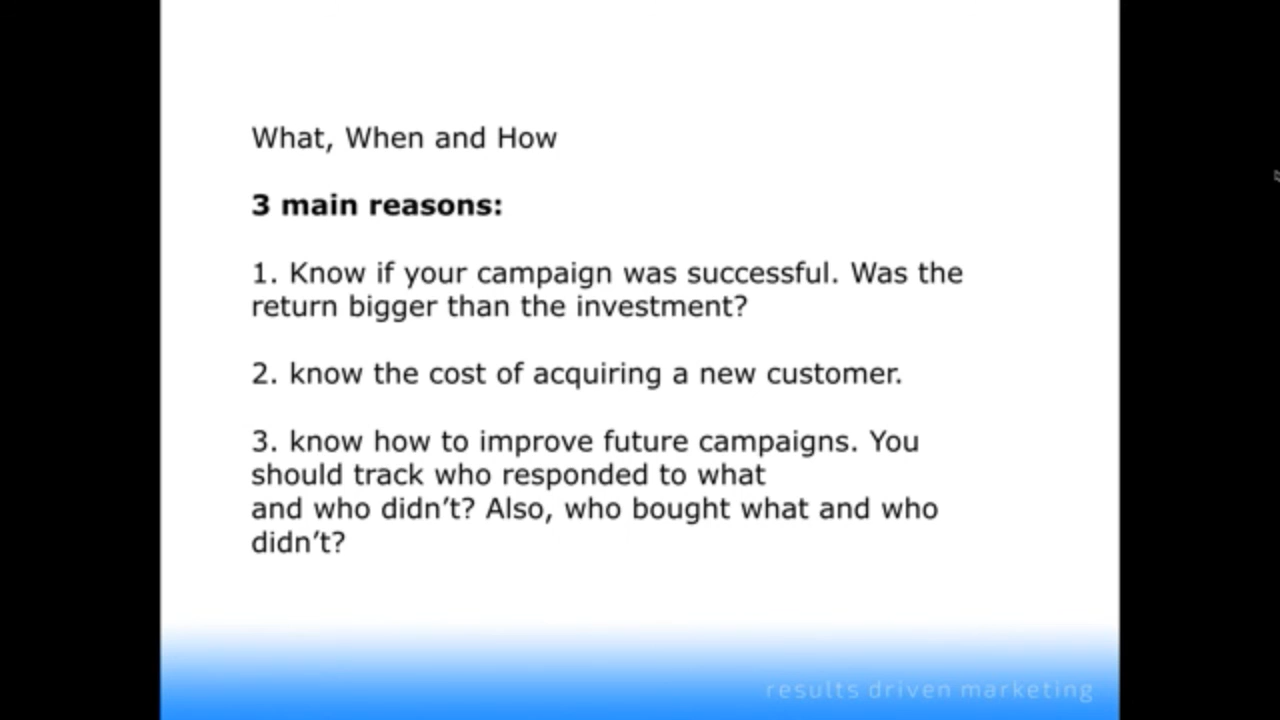 What, When and How
3 main reasons:
1. Know if your campaign was successful. Was the
return bigger than the investment?
2. know the cost of acquiring a new customer.
3. know how to improve future campaigns. You
should track who responded to what
and who didn’t? Also, who bought what and who
didn’t?
results driven marketing